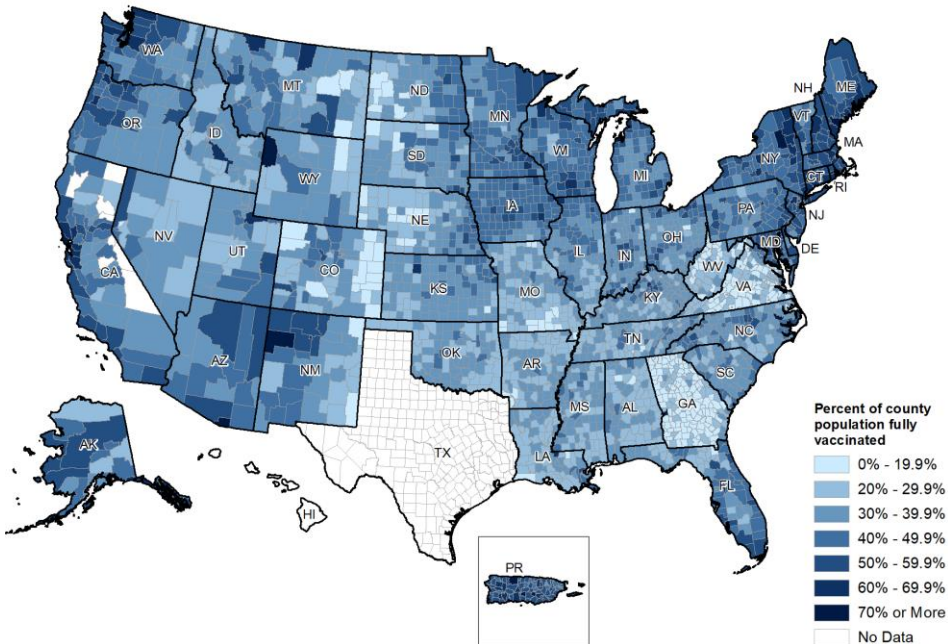 WA
MT
ND
MN
OR
ID
SD
WI
WY
MI
NH
VT
ME
NY
MA
CT
RI
NE
IA
PA
NJ
NV
UT
CO
IL
IN
OH
MD
DE
CA
KS
MO
WV
VA
KY
OK
TN
NC
AZ
NM
AR
SC
MS
AL
GA
TX
LA
FL
AK
HI
PR
Percent of county
population fully
vaccinated
0% - 19.9%
20% - 29.9%
30% - 39.9%
40% - 49.9%
50% - 59.9%
60% - 69.9%
70% or More
No Data